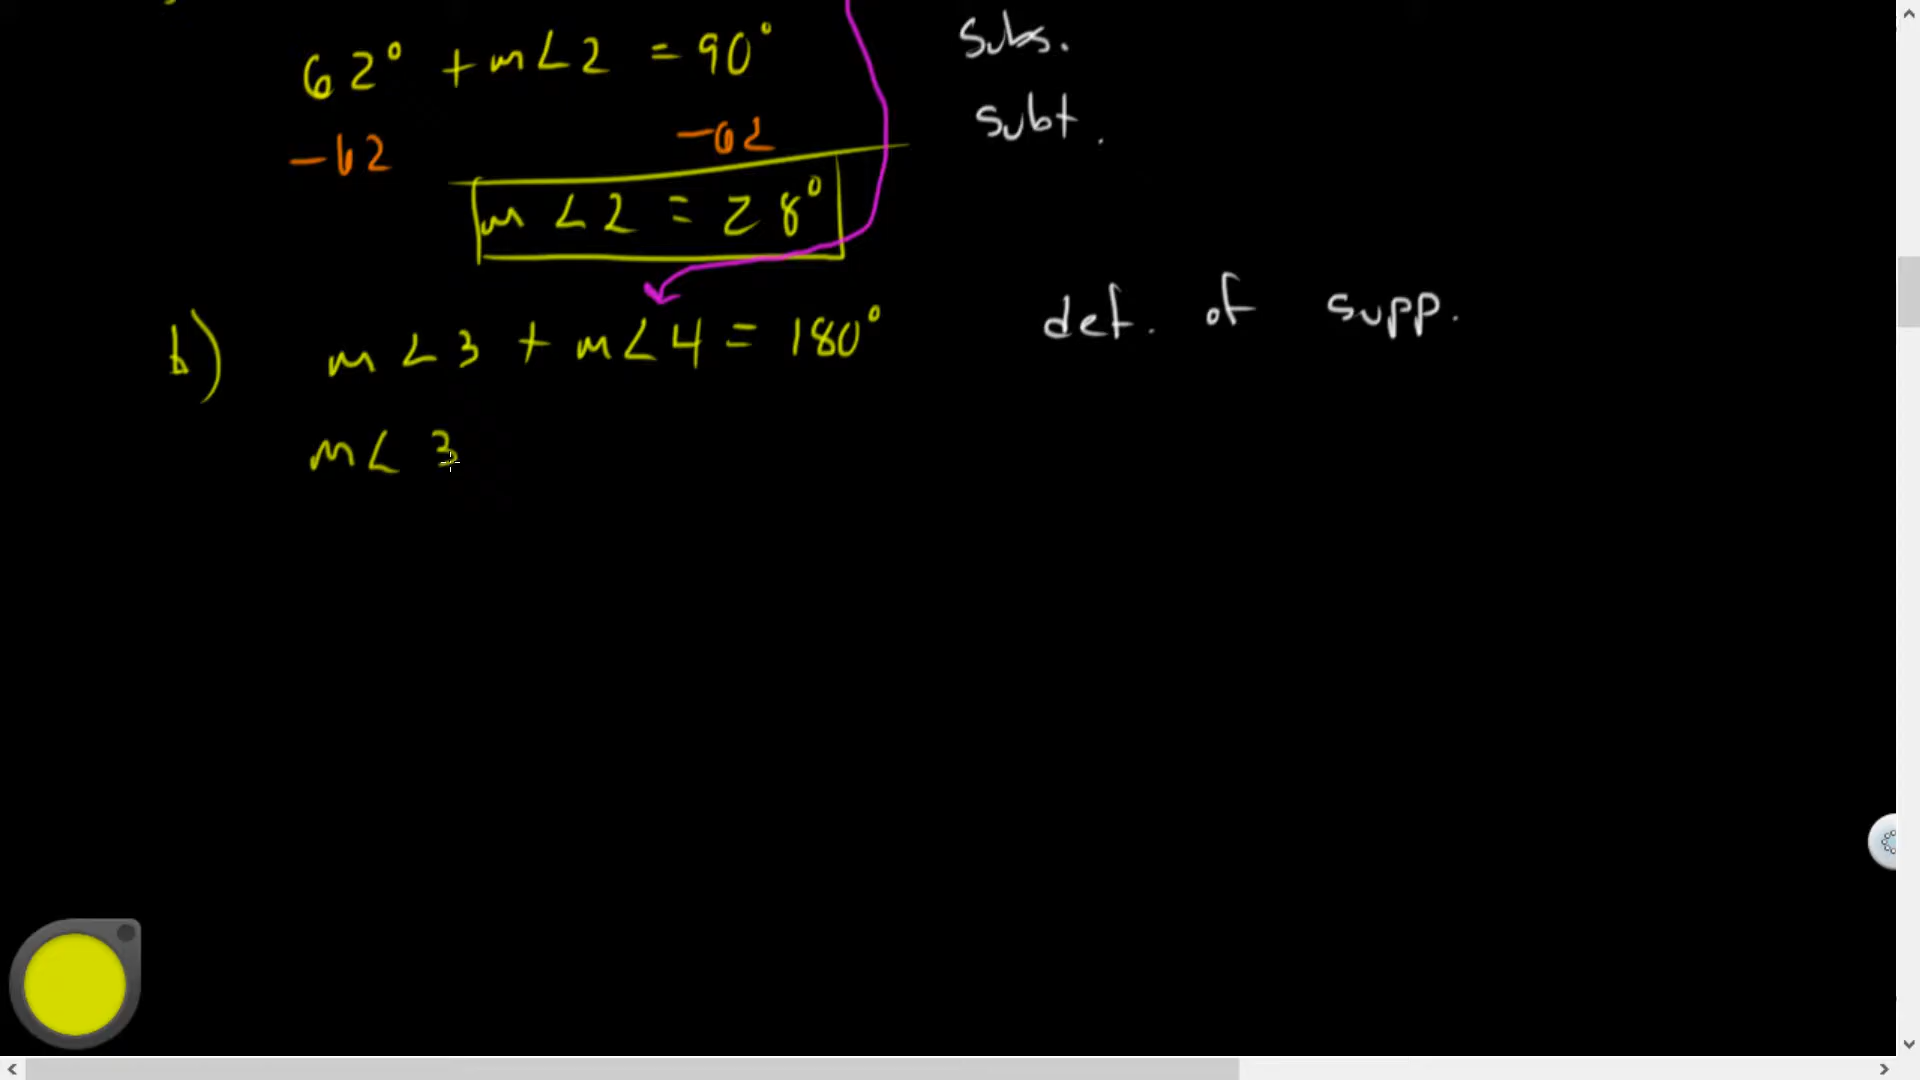 62° + m∠2 = 90° subs.
-62 -62 subt.
m∠2 = 28°
b) m∠3 + m∠4 = 180° def. of supp.
m∠3